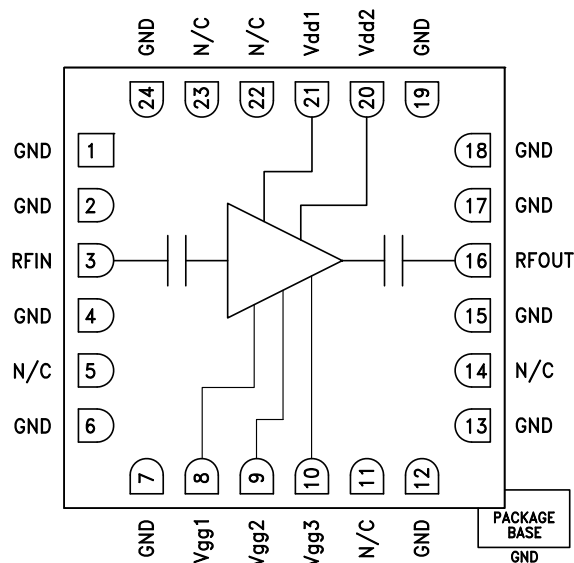 GND N/C N/C Vdd1 Vdd2 GND
24 23 22 21 20 19
GND 1 18 GND
GND 2 17 GND
RFIN 3 16 RFOUT
GND 4 15 GND
N/C 5 14 N/C
GND 6 13 GND
7 8 9 10 11 12
GND Vgg1 Vgg2 Vgg3 N/C GND
PACKAGE
BASE
GND